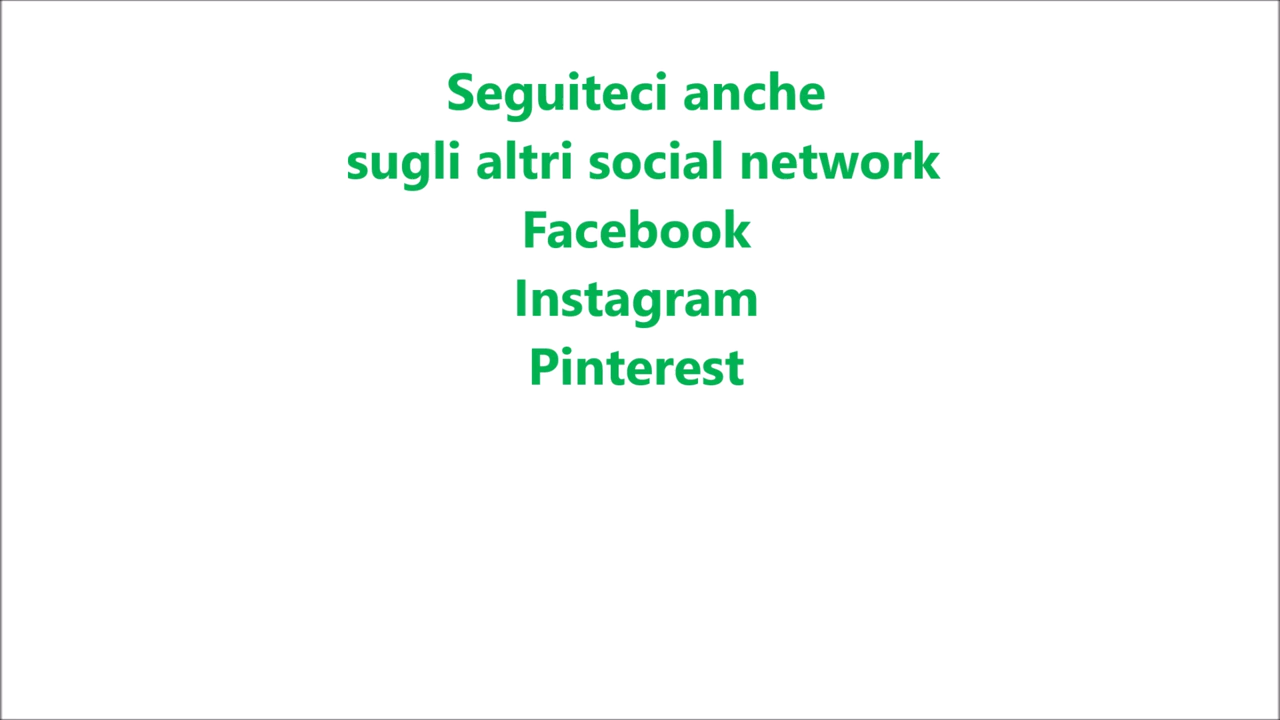 Seguiteci anche
sugli altri social network
Facebook
Instagram
Pinterest